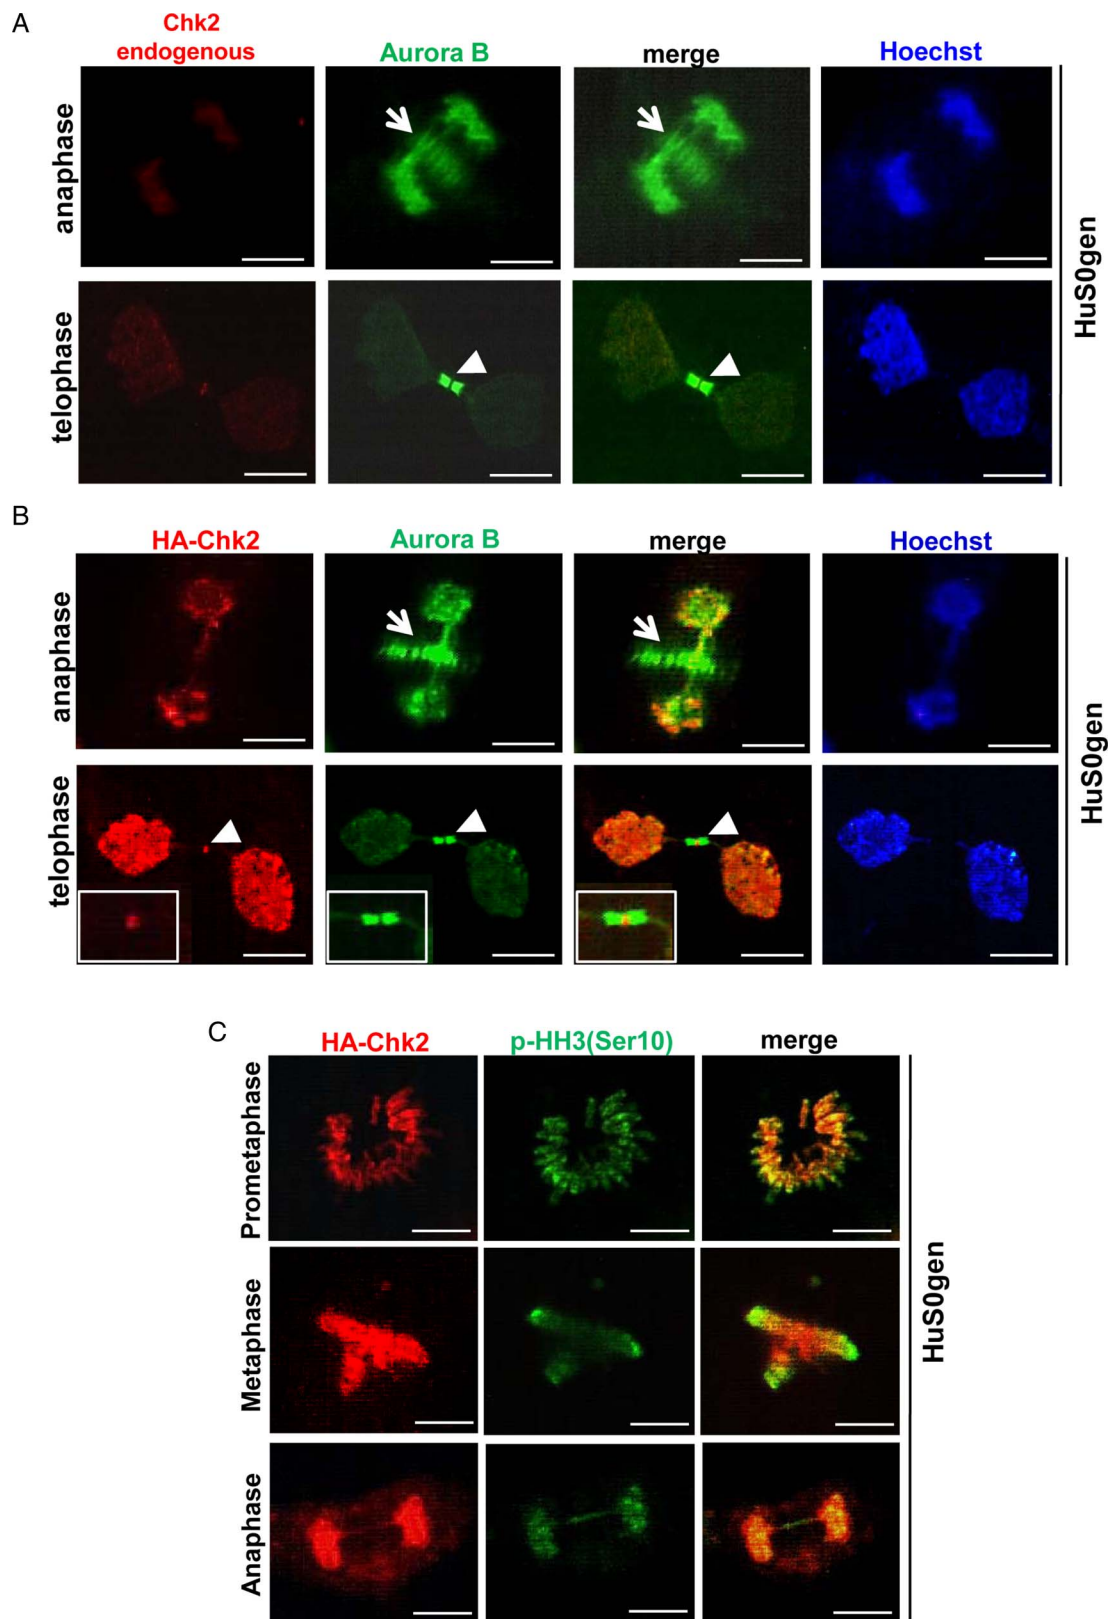 A
Chk2
endogenous
Aurora B
merge
Hoechst
anaphase
telophase
HuS0gen
B
HA-Chk2
Aurora B
merge
Hoechst
anaphase
telophase
HuS0gen
C
HA-Chk2
p-HH3(Ser10)
merge
Prometaphase
Metaphase
Anaphase
HuS0gen